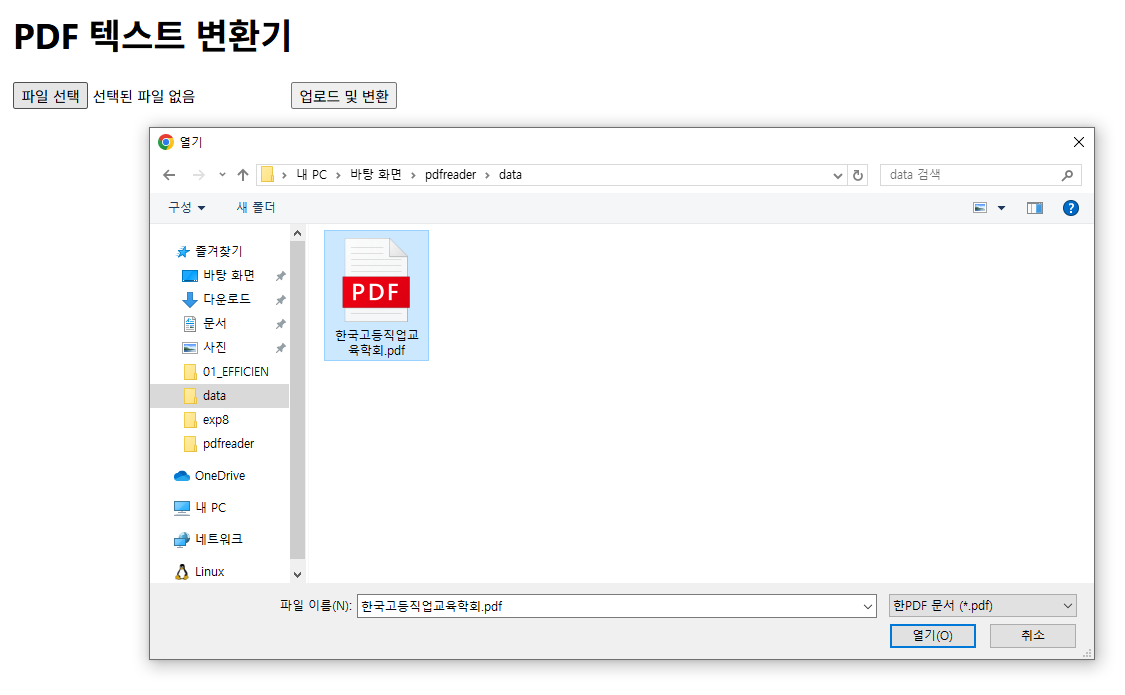 PDF 텍스트 변환기
파일 선택 선택된 파일 없음 업로드 및 변환
열기
내 PC 바탕 화면 pdfreader data
data 검색
구성 새 폴더
즐겨찾기
바탕 화면
다운로드
문서
사진
01_EFFICIEN
data
exp8
pdfreader
OneDrive
내 PC
네트워크
Linux
PDF
한국고등직업교
육학회.pdf
파일 이름(N): 한국고등직업교육학회.pdf
한PDF 문서 (*.pdf)
열기(O) 취소